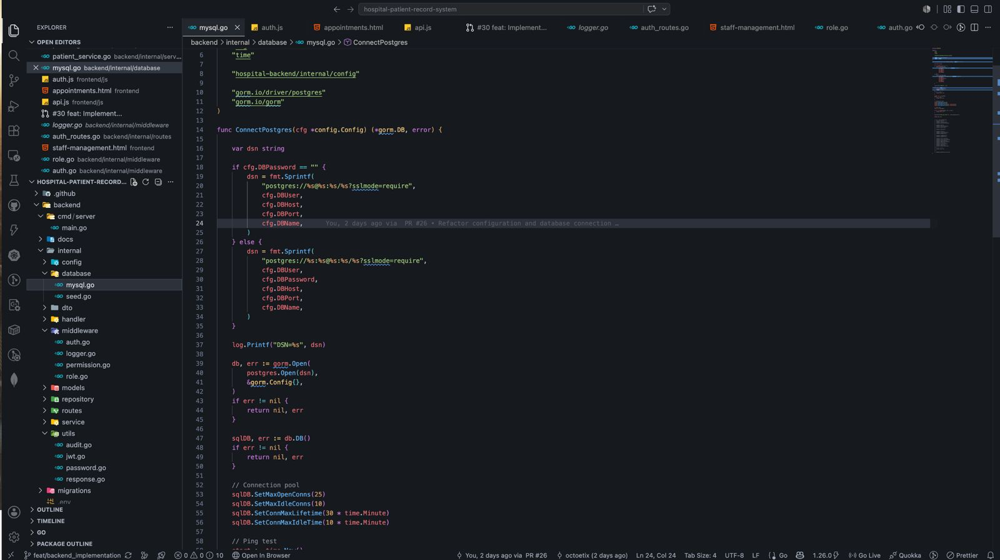 hospital-patient-record-system
EXPLORER
OPEN EDITORS
patient_service.go backend/internal/serv...
mysql.go backend/internal/database
auth.js frontend/js
appointments.html frontend
api.js frontend/js
#30 feat: Implement...
logger.go backend/internal/middleware
auth_routes.go backend/internal/routes
staff-management.html frontend
role.go backend/internal/middleware
auth.go backend/internal/middleware
HOSPITAL-PATIENT-RECORD...
.github
backend
cmd/server
main.go
docs
internal
config
database
mysql.go
seed.go
dto
handler
middleware
auth.go
logger.go
permission.go
role.go
models
repository
routes
service
utils
audit.go
jwt.go
password.go
response.go
migrations
.env
OUTLINE
TIMELINE
GO
PACKAGE OUTLINE
mysql.go
auth.js
appointments.html
api.js
#30 feat: Implement...
logger.go
auth_routes.go
staff-management.html
role.go
auth.go
backend > internal > database > mysql.go > ConnectPostgres
6 "time"
7
8 "hospital-backend/internal/config"
9
10 "gorm.io/driver/postgres"
11 "gorm.io/gorm"
12 )
13
14 func ConnectPostgres(cfg *config.Config) (*gorm.DB, error) {
15
16 var dsn string
17
18 if cfg.DBPassword == "" {
19 dsn = fmt.Sprintf(
20 "postgres://%s@%s:%s/%s?sslmode=require",
21 cfg.DBUser,
22 cfg.DBHost,
23 cfg.DBPort,
24 cfg.DBName, You, 2 days ago via PR #26 • Refactor configuration and database connection …
25 )
26 } else {
27 dsn = fmt.Sprintf(
28 "postgres://%s:%s@%s:%s/%s?sslmode=require",
29 cfg.DBUser,
30 cfg.DBPassword,
31 cfg.DBHost,
32 cfg.DBPort,
33 cfg.DBName,
34 )
35 }
36
37 log.Printf("DSN=%s", dsn)
38
39 db, err := gorm.Open(
40 postgres.Open(dsn),
41 &gorm.Config{},
42 )
43 if err != nil {
44 return nil, err
45 }
46
47 sqlDB, err := db.DB()
48 if err != nil {
49 return nil, err
50 }
51
52 // Connection pool
53 sqlDB.SetMaxOpenConns(25)
54 sqlDB.SetMaxIdleConns(10)
55 sqlDB.SetConnMaxLifetime(30 * time.Minute)
56 sqlDB.SetConnMaxIdleTime(10 * time.Minute)
57
58 // Ping test
feat/backend_implementation 0 0 10 Open In Browser You, 2 days ago via PR #26 octoetix (2 days ago) Ln 24, Col 24 Tab Size: 4 UTF-8 LF Go 1.26.0 Go Live Quokka Prettier